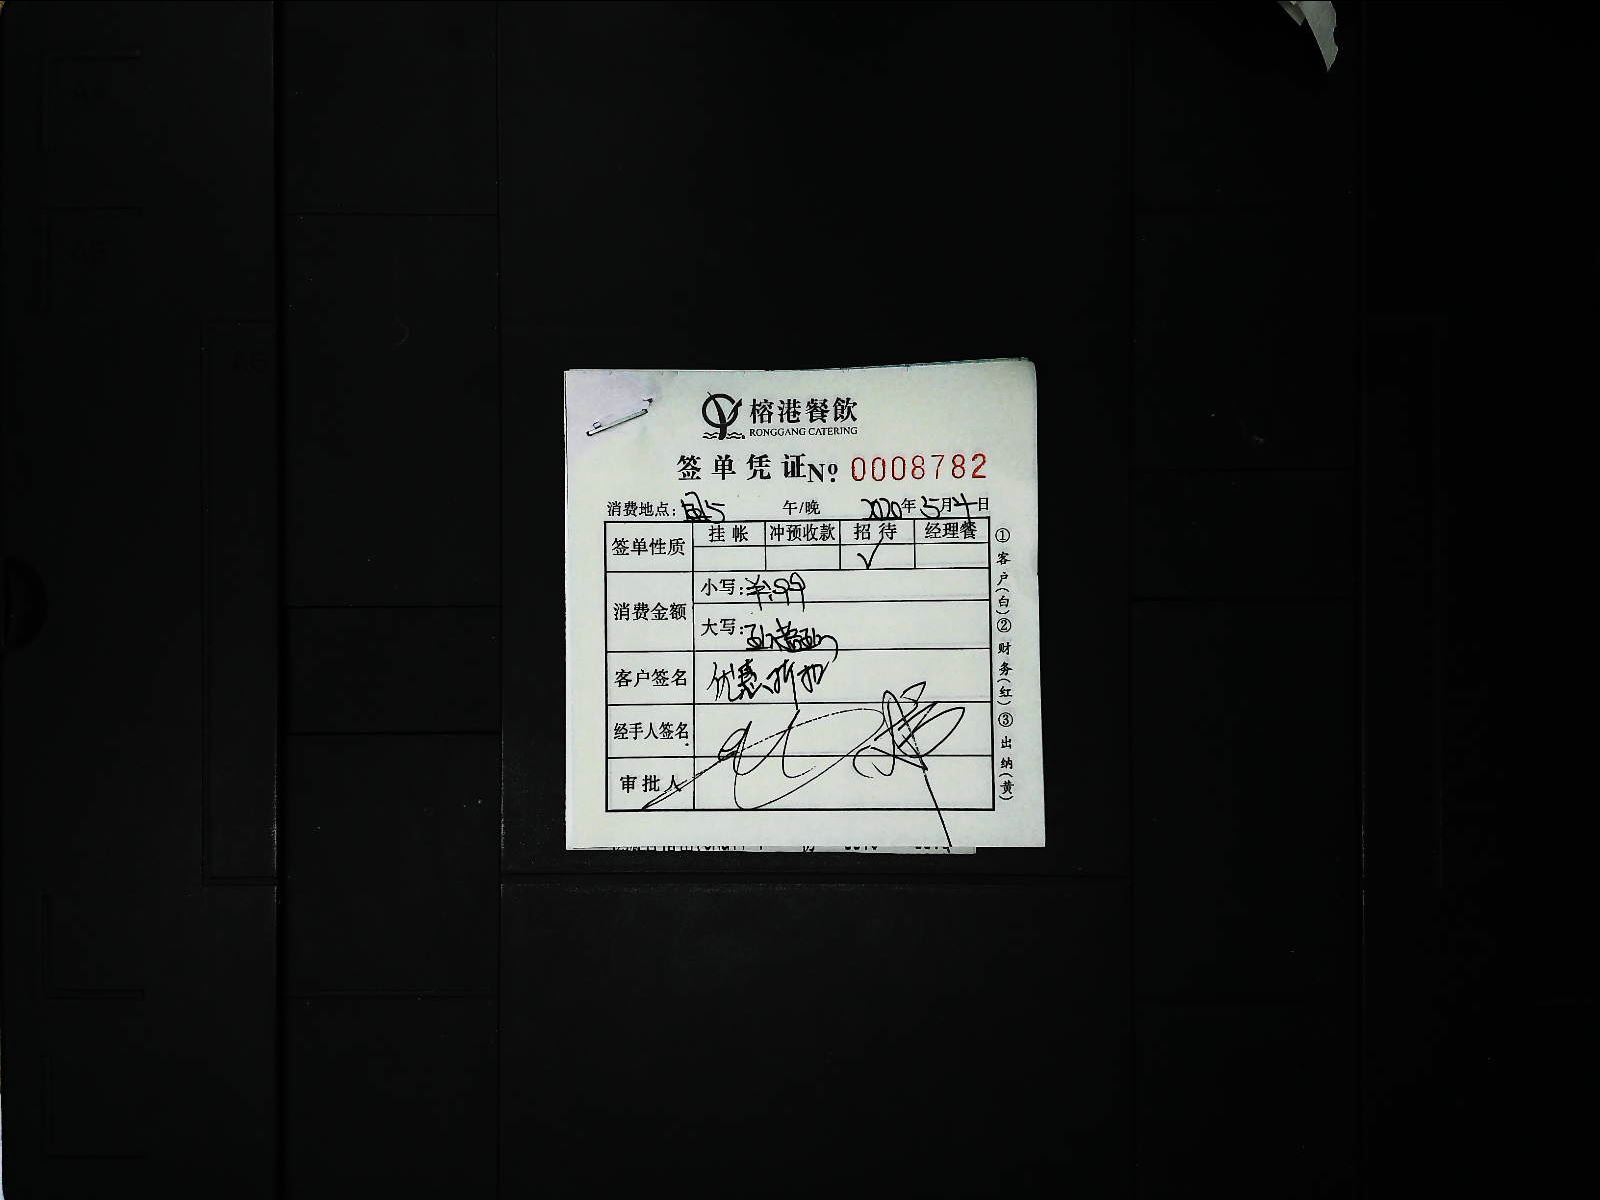 榕港餐飲
RONGGANG CATERING
签单凭证 No 0008782
消费地点: 午/晚 2020年5月4日
签单性质 挂帐 冲预收款 招待 经理餐
✓
消费金额 小写:
大写:
客户签名 优惠折扣
经手人签名
审批人
①客户(白)②财务(红)③出纳(黄)